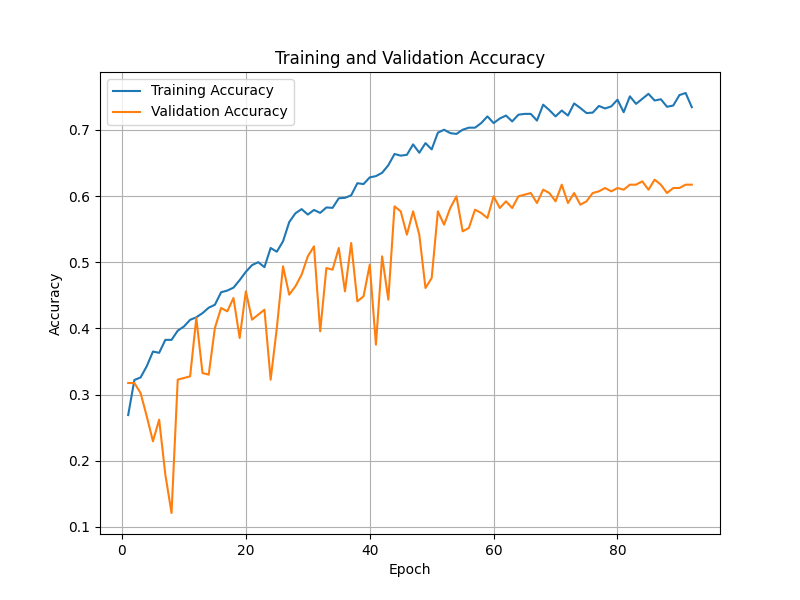 Training and Validation Accuracy
Training Accuracy
Validation Accuracy
0.7
0.6
0.5
0.4
0.3
0.2
0.1
Accuracy
0 20 40 60 80
Epoch